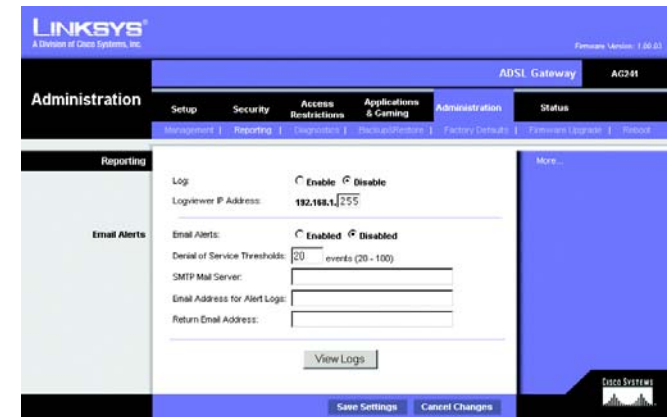 LINKSYS®
A Division of Cisco Systems, Inc.
Firmware Version: 1.00.03
ADSL Gateway AG241
Administration
Setup Security Access Restrictions Applications & Gaming Administration Status
Management | Reporting | Diagnostics | Backup&Restore | Factory Defaults | Firmware Upgrade | Reboot
Reporting
More...
Log: Enable Disable
Logviewer IP Address: 192.168.1. 255
Email Alerts
Email Alerts: Enabled Disabled
Denial of Service Thresholds: 20 events (20 - 100)
SMTP Mail Server:
Email Address for Alert Logs:
Return Email Address:
View Logs
Save Settings Cancel Changes
CISCO SYSTEMS